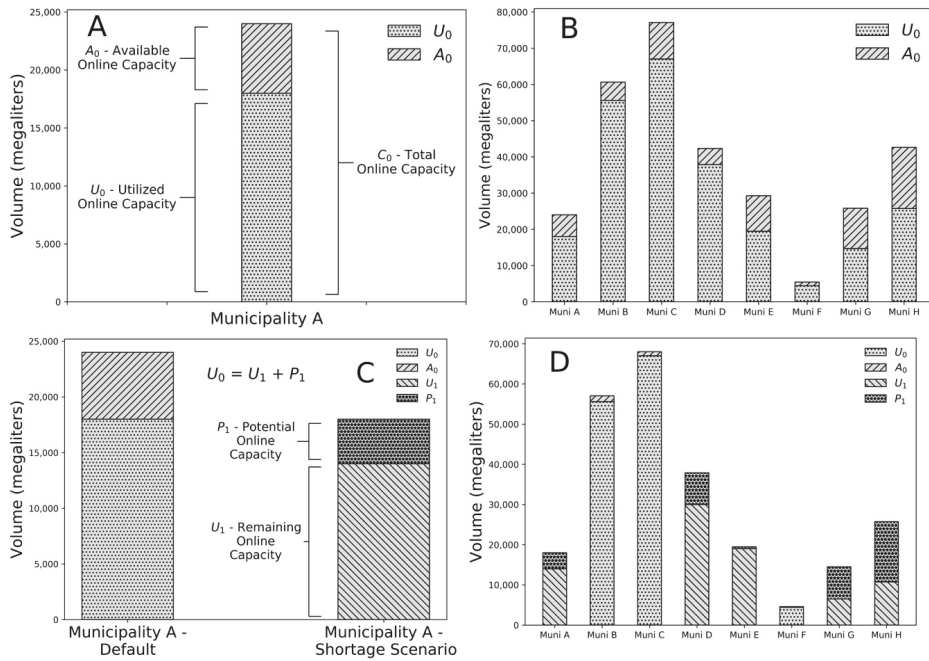 A
U₀
A₀
A₀ - Available
Online Capacity
U₀ - Utilized
Online Capacity
C₀ - Total
Online Capacity
Volume (megaliters)
25,000
20,000
15,000
10,000
5,000
0
Municipality A
B
U₀
A₀
Volume (megaliters)
80,000
70,000
60,000
50,000
40,000
30,000
20,000
10,000
0
Muni A Muni B Muni C Muni D Muni E Muni F Muni G Muni H
C
U₀ = U₁ + P₁
U₀
A₀
U₁
P₁
P₁ - Potential
Online
Capacity
U₁ - Remaining
Online
Capacity
Volume (megaliters)
25,000
20,000
15,000
10,000
5,000
0
Municipality A -
Default
Municipality A -
Shortage Scenario
D
U₀
A₀
U₁
P₁
Volume (megaliters)
70,000
60,000
50,000
40,000
30,000
20,000
10,000
0
Muni A Muni B Muni C Muni D Muni E Muni F Muni G Muni H